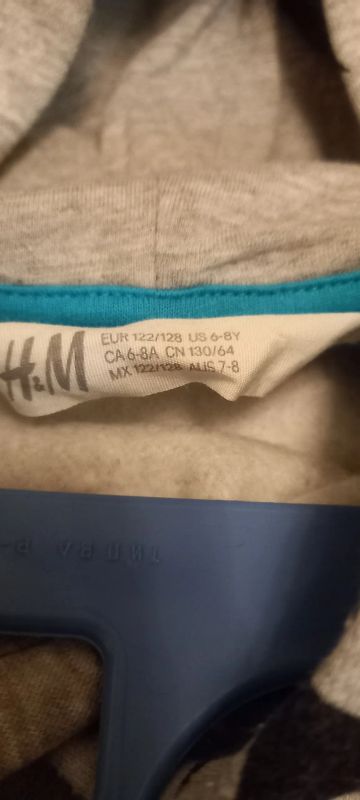 H&M
EUR 122/128 US 6-8Y
CA 6-8A CN 130/64
MX 122/128 AUS 7-8